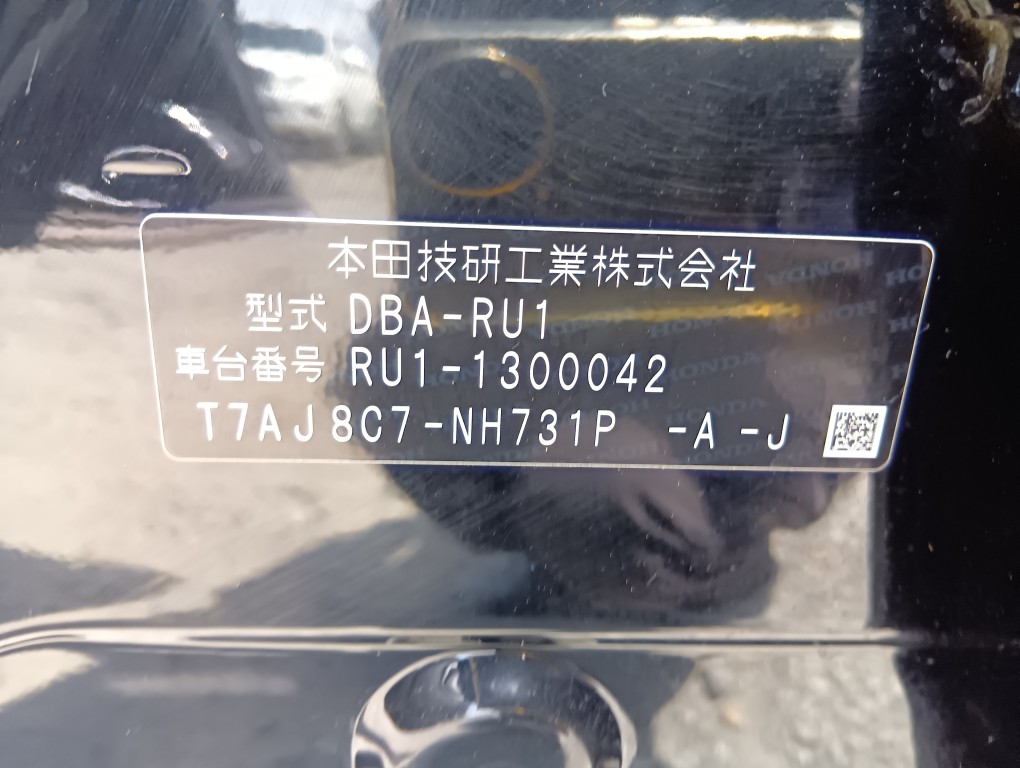 本田技研工業株式会社
型式 DBA-RU1
車台番号 RU1-1300042
T7AJ8C7-NH731P -A -J